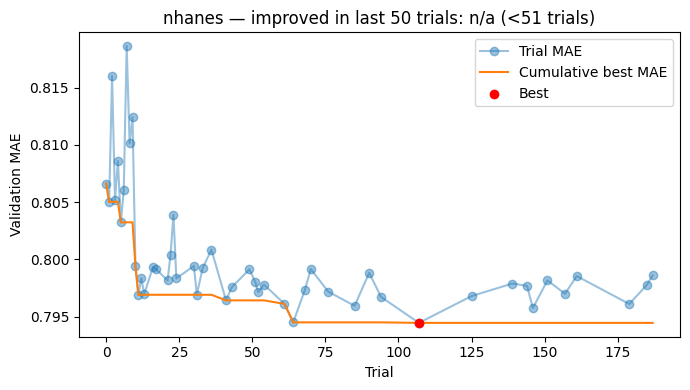 nhanes — improved in last 50 trials: n/a (<51 trials)
Trial MAE
Cumulative best MAE
Best
Validation MAE
0.815
0.810
0.805
0.800
0.795
0 25 50 75 100 125 150 175
Trial